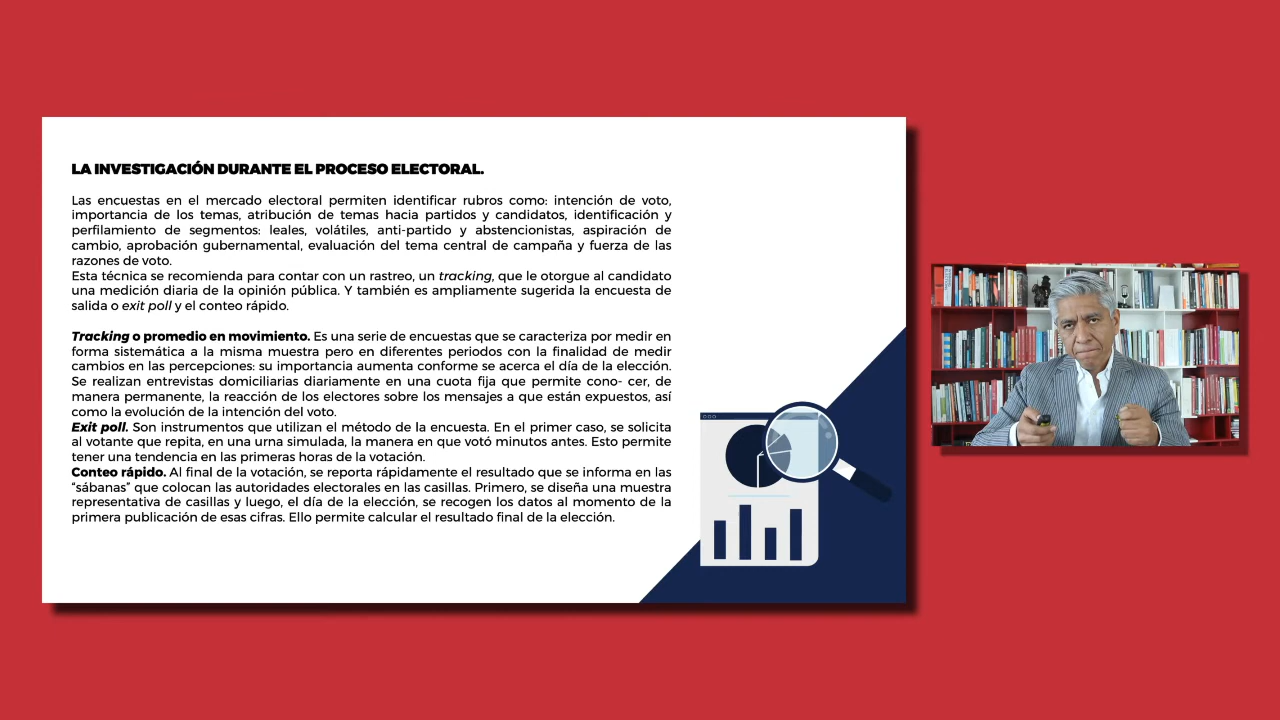 LA INVESTIGACIÓN DURANTE EL PROCESO ELECTORAL.
Las encuestas en el mercado electoral permiten identificar rubros como: intención de voto,
importancia de los temas, atribución de temas hacia partidos y candidatos, identificación y
perfilamiento de segmentos: leales, volátiles, anti-partido y abstencionistas, aspiración de
cambio, aprobación gubernamental, evaluación del tema central de campaña y fuerza de las
razones de voto.
Esta técnica se recomienda para contar con un rastreo, un tracking, que le otorgue al candidato
una medición diaria de la opinión pública. Y también es ampliamente sugerida la encuesta de
salida o exit poll y el conteo rápido.
Tracking o promedio en movimiento. Es una serie de encuestas que se caracteriza por medir en
forma sistemática a la misma muestra pero en diferentes periodos con la finalidad de medir
cambios en las percepciones: su importancia aumenta conforme se acerca el día de la elección.
Se realizan entrevistas domiciliarias diariamente en una cuota fija que permite cono- cer, de
manera permanente, la reacción de los electores sobre los mensajes a que están expuestos, así
como la evolución de la intención del voto.
Exit poll. Son instrumentos que utilizan el método de la encuesta. En el primer caso, se solicita
al votante que repita, en una urna simulada, la manera en que votó minutos antes. Esto permite
tener una tendencia en las primeras horas de la votación.
Conteo rápido. Al final de la votación, se reporta rápidamente el resultado que se informa en las
“sábanas” que colocan las autoridades electorales en las casillas. Primero, se diseña una muestra
representativa de casillas y luego, el día de la elección, se recogen los datos al momento de la
primera publicación de esas cifras. Ello permite calcular el resultado final de la elección.